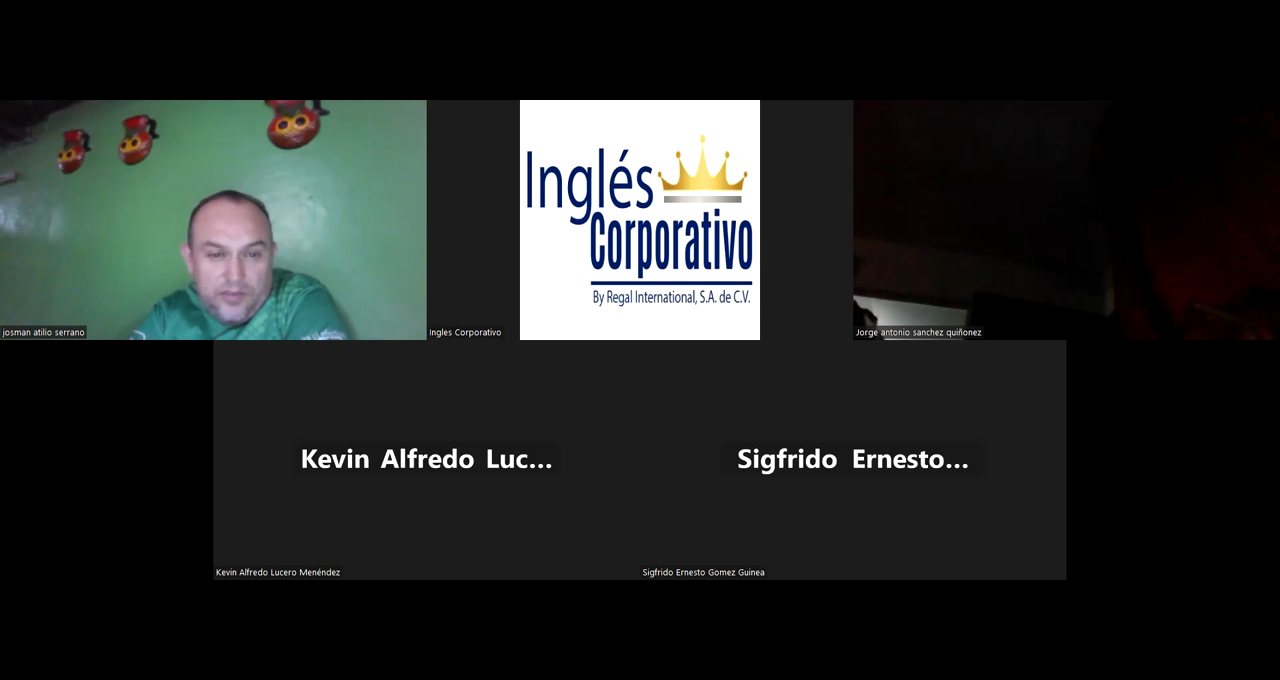 Inglés
Corporativo
By Regal International, S.A. de C.V.
josman atilio serrano
Ingles Corporativo
Jorge antonio sanchez quiñonez
Kevin Alfredo Luc...
Sigfrido Ernesto...
Kevin Alfredo Lucero Menéndez
Sigfrido Ernesto Gomez Guinea